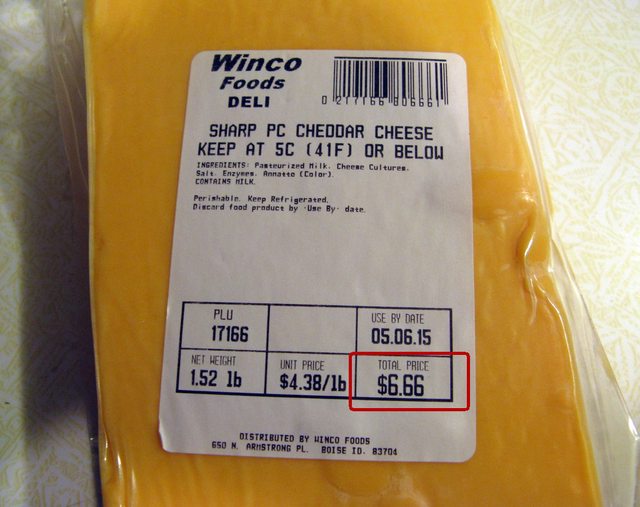 Winco
Foods
DELI
0 217166 806661
SHARP PC CHEDDAR CHEESE
KEEP AT 5C (41F) OR BELOW
INGREDIENTS: Pasteurized Milk, Cheese Cultures,
Salt, Enzymes, Annatto (Color).
CONTAINS MILK.
Perishable. Keep Refrigerated.
Discard food product by -Use By- date.
PLU
17166
USE BY DATE
05.06.15
NET WEIGHT
1.52 lb
UNIT PRICE
$4.38/lb
TOTAL PRICE
$6.66
DISTRIBUTED BY WINCO FOODS
650 N. ARMSTRONG PL. BOISE ID. 83704